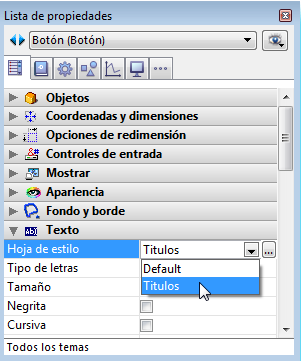 Lista de propiedades
Botón (Botón)
Objetos
Coordenadas y dimensiones
Opciones de redimensión
Controles de entrada
Mostrar
Apariencia
Fondo y borde
Texto
Hoja de estilo Titulos
Tipo de letras Default
Tamaño Titulos
Negrita
Cursiva
Todos los temas